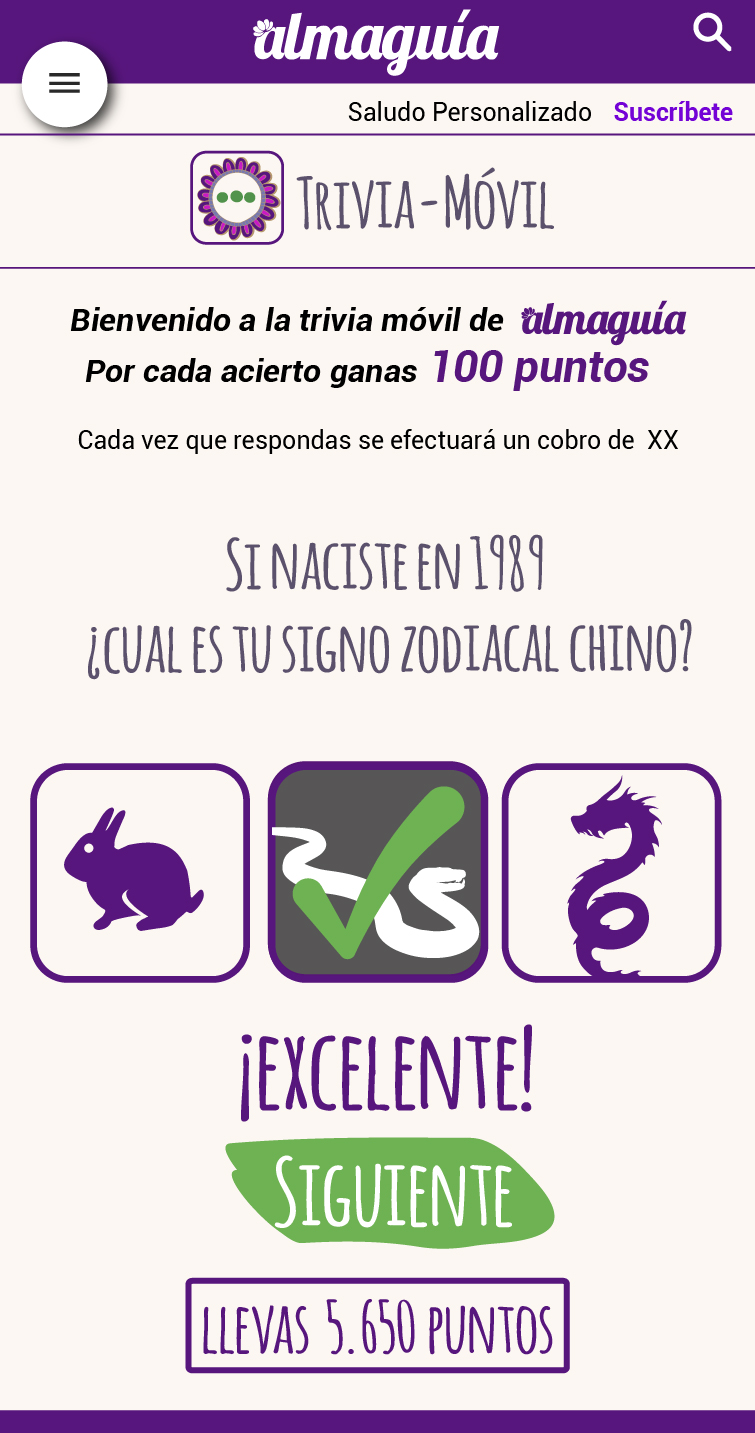 almaguía
Saludo Personalizado Suscríbete
Trivia-Móvil
Bienvenido a la trivia móvil de almaguía
Por cada acierto ganas 100 puntos
Cada vez que respondas se efectuará un cobro de XX
Si naciste en 1989
¿cual es tu signo zodiacal chino?
¡excelente!
Siguiente
llevas 5.650 puntos